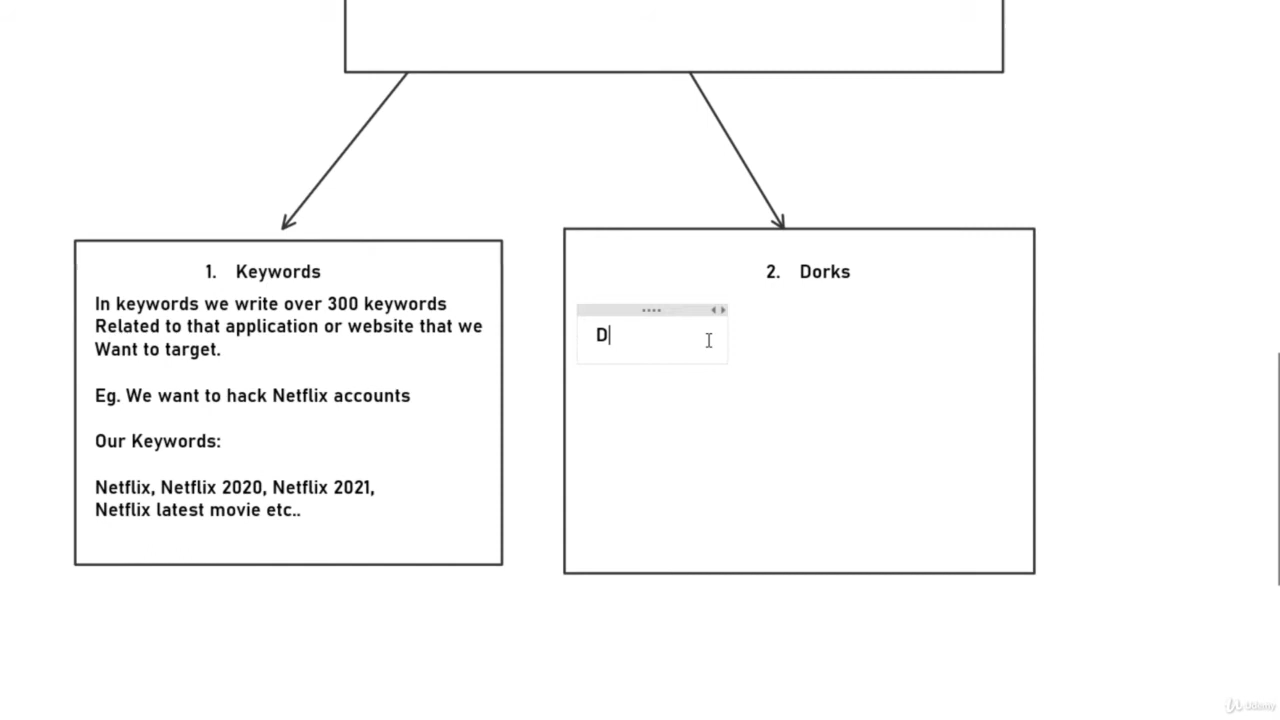 1. Keywords
In keywords we write over 300 keywords
Related to that application or website that we
Want to target.
Eg. We want to hack Netflix accounts
Our Keywords:
Netflix, Netflix 2020, Netflix 2021,
Netflix latest movie etc..
2. Dorks
D
Udemy